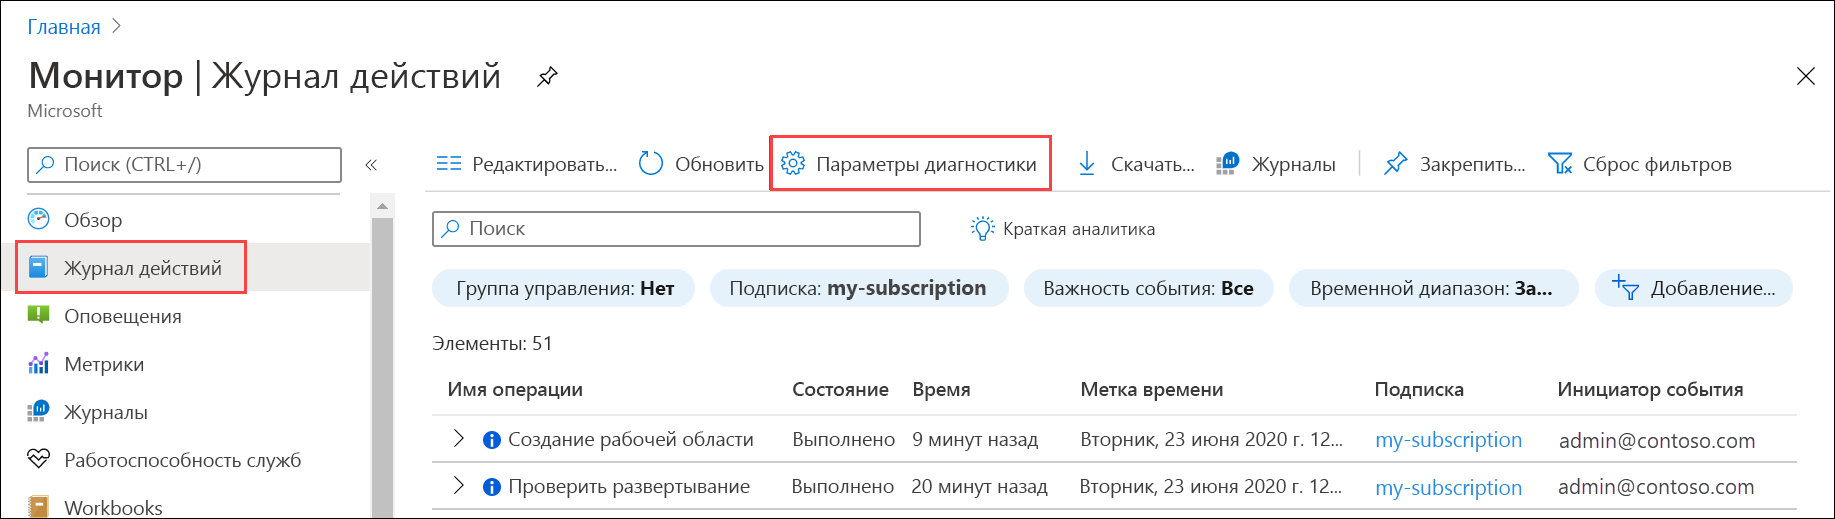 Главная
Монитор | Журнал действий
Microsoft
Поиск (CTRL+/)
Обзор
Журнал действий
Оповещения
Метрики
Журналы
Работоспособность служб
Workbooks
Редактировать... Обновить Параметры диагностики Скачать... Журналы Закрепить... Сброс фильтров
Поиск Краткая аналитика
Группа управления: Нет Подписка: my-subscription Важность события: Все Временной диапазон: За... Добавление...
Элементы: 51
Имя операции Состояние Время Метка времени Подписка Инициатор события
Создание рабочей области Выполнено 9 минут назад Вторник, 23 июня 2020 г. 12... my-subscription admin@contoso.com
Проверить развертывание Выполнено 20 минут назад Вторник, 23 июня 2020 г. 12... my-subscription admin@contoso.com